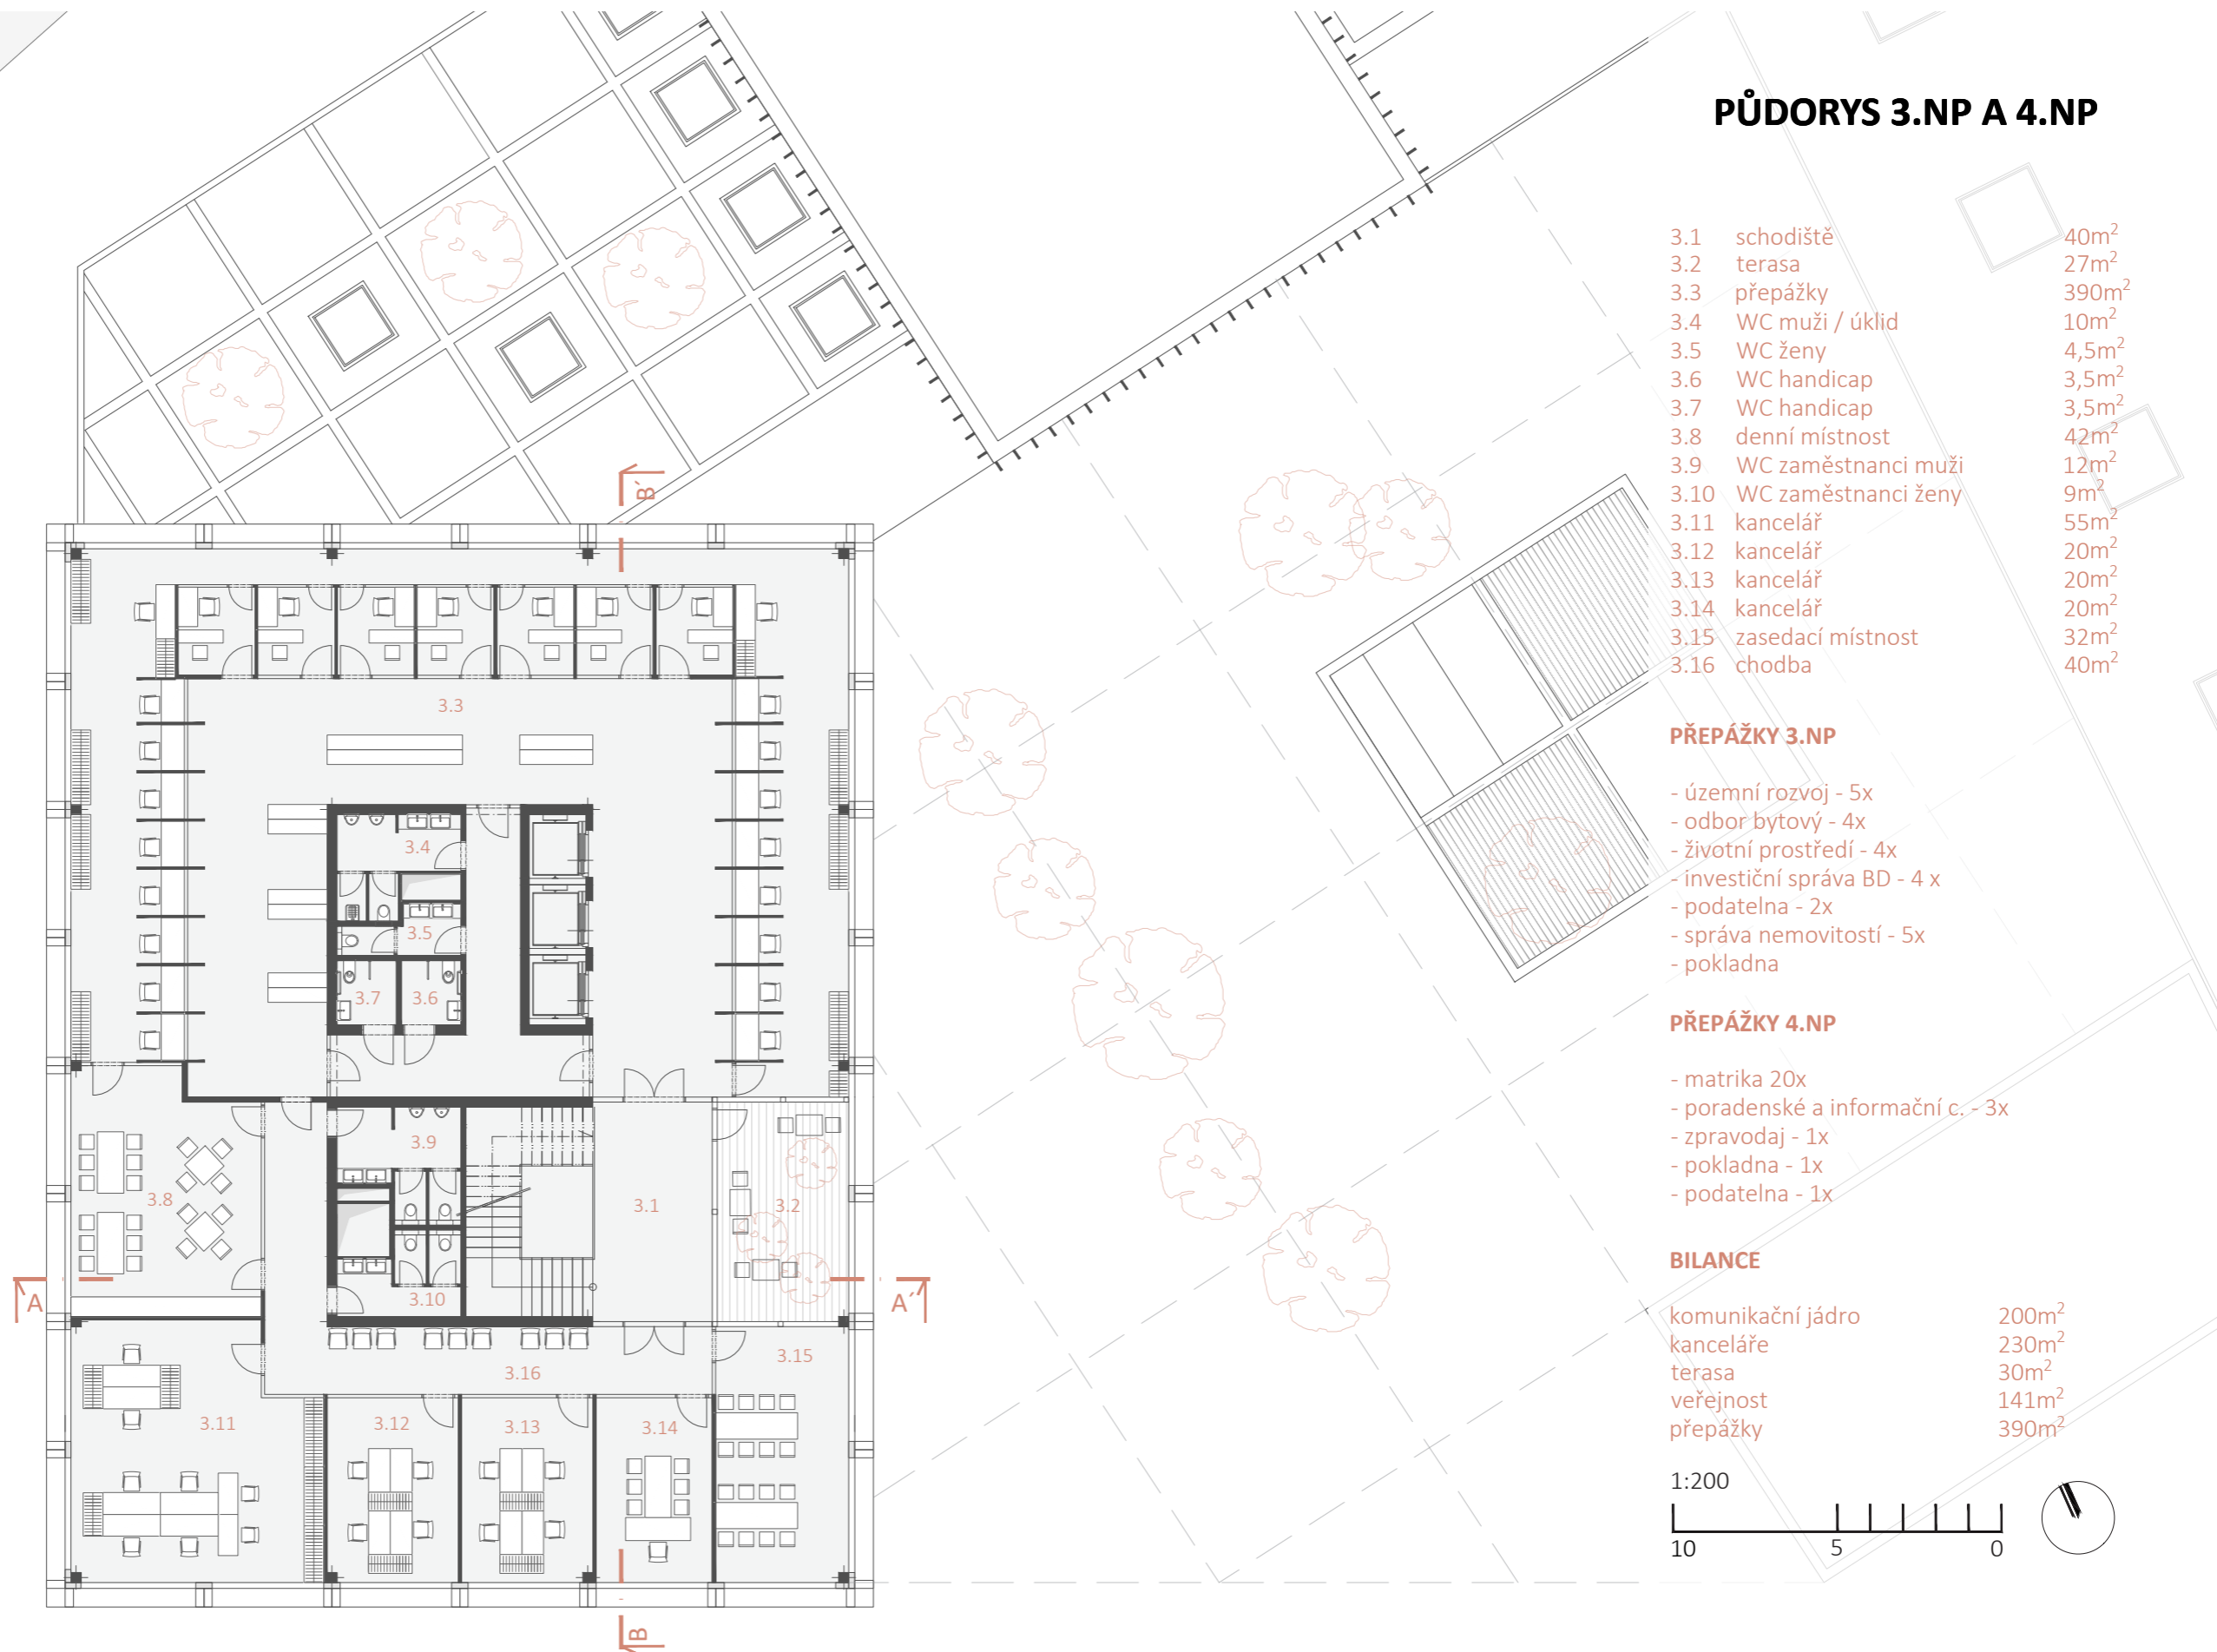 PŮDORYS 3.NP A 4.NP
3.1 schodiště 40m²
3.2 terasa 27m²
3.3 přepážky 390m²
3.4 WC muži / úklid 10m²
3.5 WC ženy 4,5m²
3.6 WC handicap 3,5m²
3.7 WC handicap 3,5m²
3.8 denní místnost 42m²
3.9 WC zaměstnanci muži 12m²
3.10 WC zaměstnanci ženy 9m²
3.11 kancelář 55m²
3.12 kancelář 20m²
3.13 kancelář 20m²
3.14 kancelář 20m²
3.15 zasedací místnost 32m²
3.16 chodba 40m²
PŘEPÁŽKY 3.NP
- územní rozvoj - 5x
- odbor bytový - 4x
- životní prostředí - 4x
- investiční správa BD - 4 x
- podatelna - 2x
- správa nemovitostí - 5x
- pokladna
PŘEPÁŽKY 4.NP
- matrika 20x
- poradenské a informační c. - 3x
- zpravodaj - 1x
- pokladna - 1x
- podatelna - 1x
BILANCE
komunikační jádro 200m²
kanceláře 230m²
terasa 30m²
veřejnost 141m²
přepážky 390m²
1:200
10 5 0
B´
3.3
3.4
3.5
3.7
3.6
3.9
3.8
3.1
3.2
3.10
A
A´
3.15
3.16
3.11
3.12
3.13
3.14
B